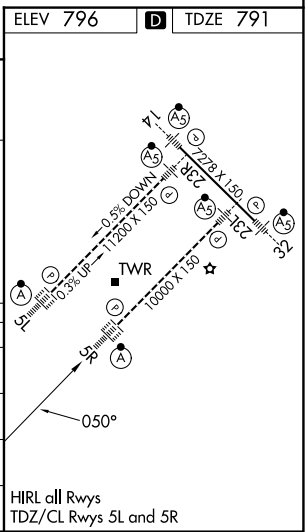 ELEV 796
D
TDZE 791
14
A5
P
7278 X 150
A5
23R
P
0.5% DOWN
11200 X 150
0.3% UP
A5
P
23L
32
P
A
P
5L
TWR
10000 X 150
P
5R
A
050°
HIRL all Rwys
TDZ/CL Rwys 5L and 5R